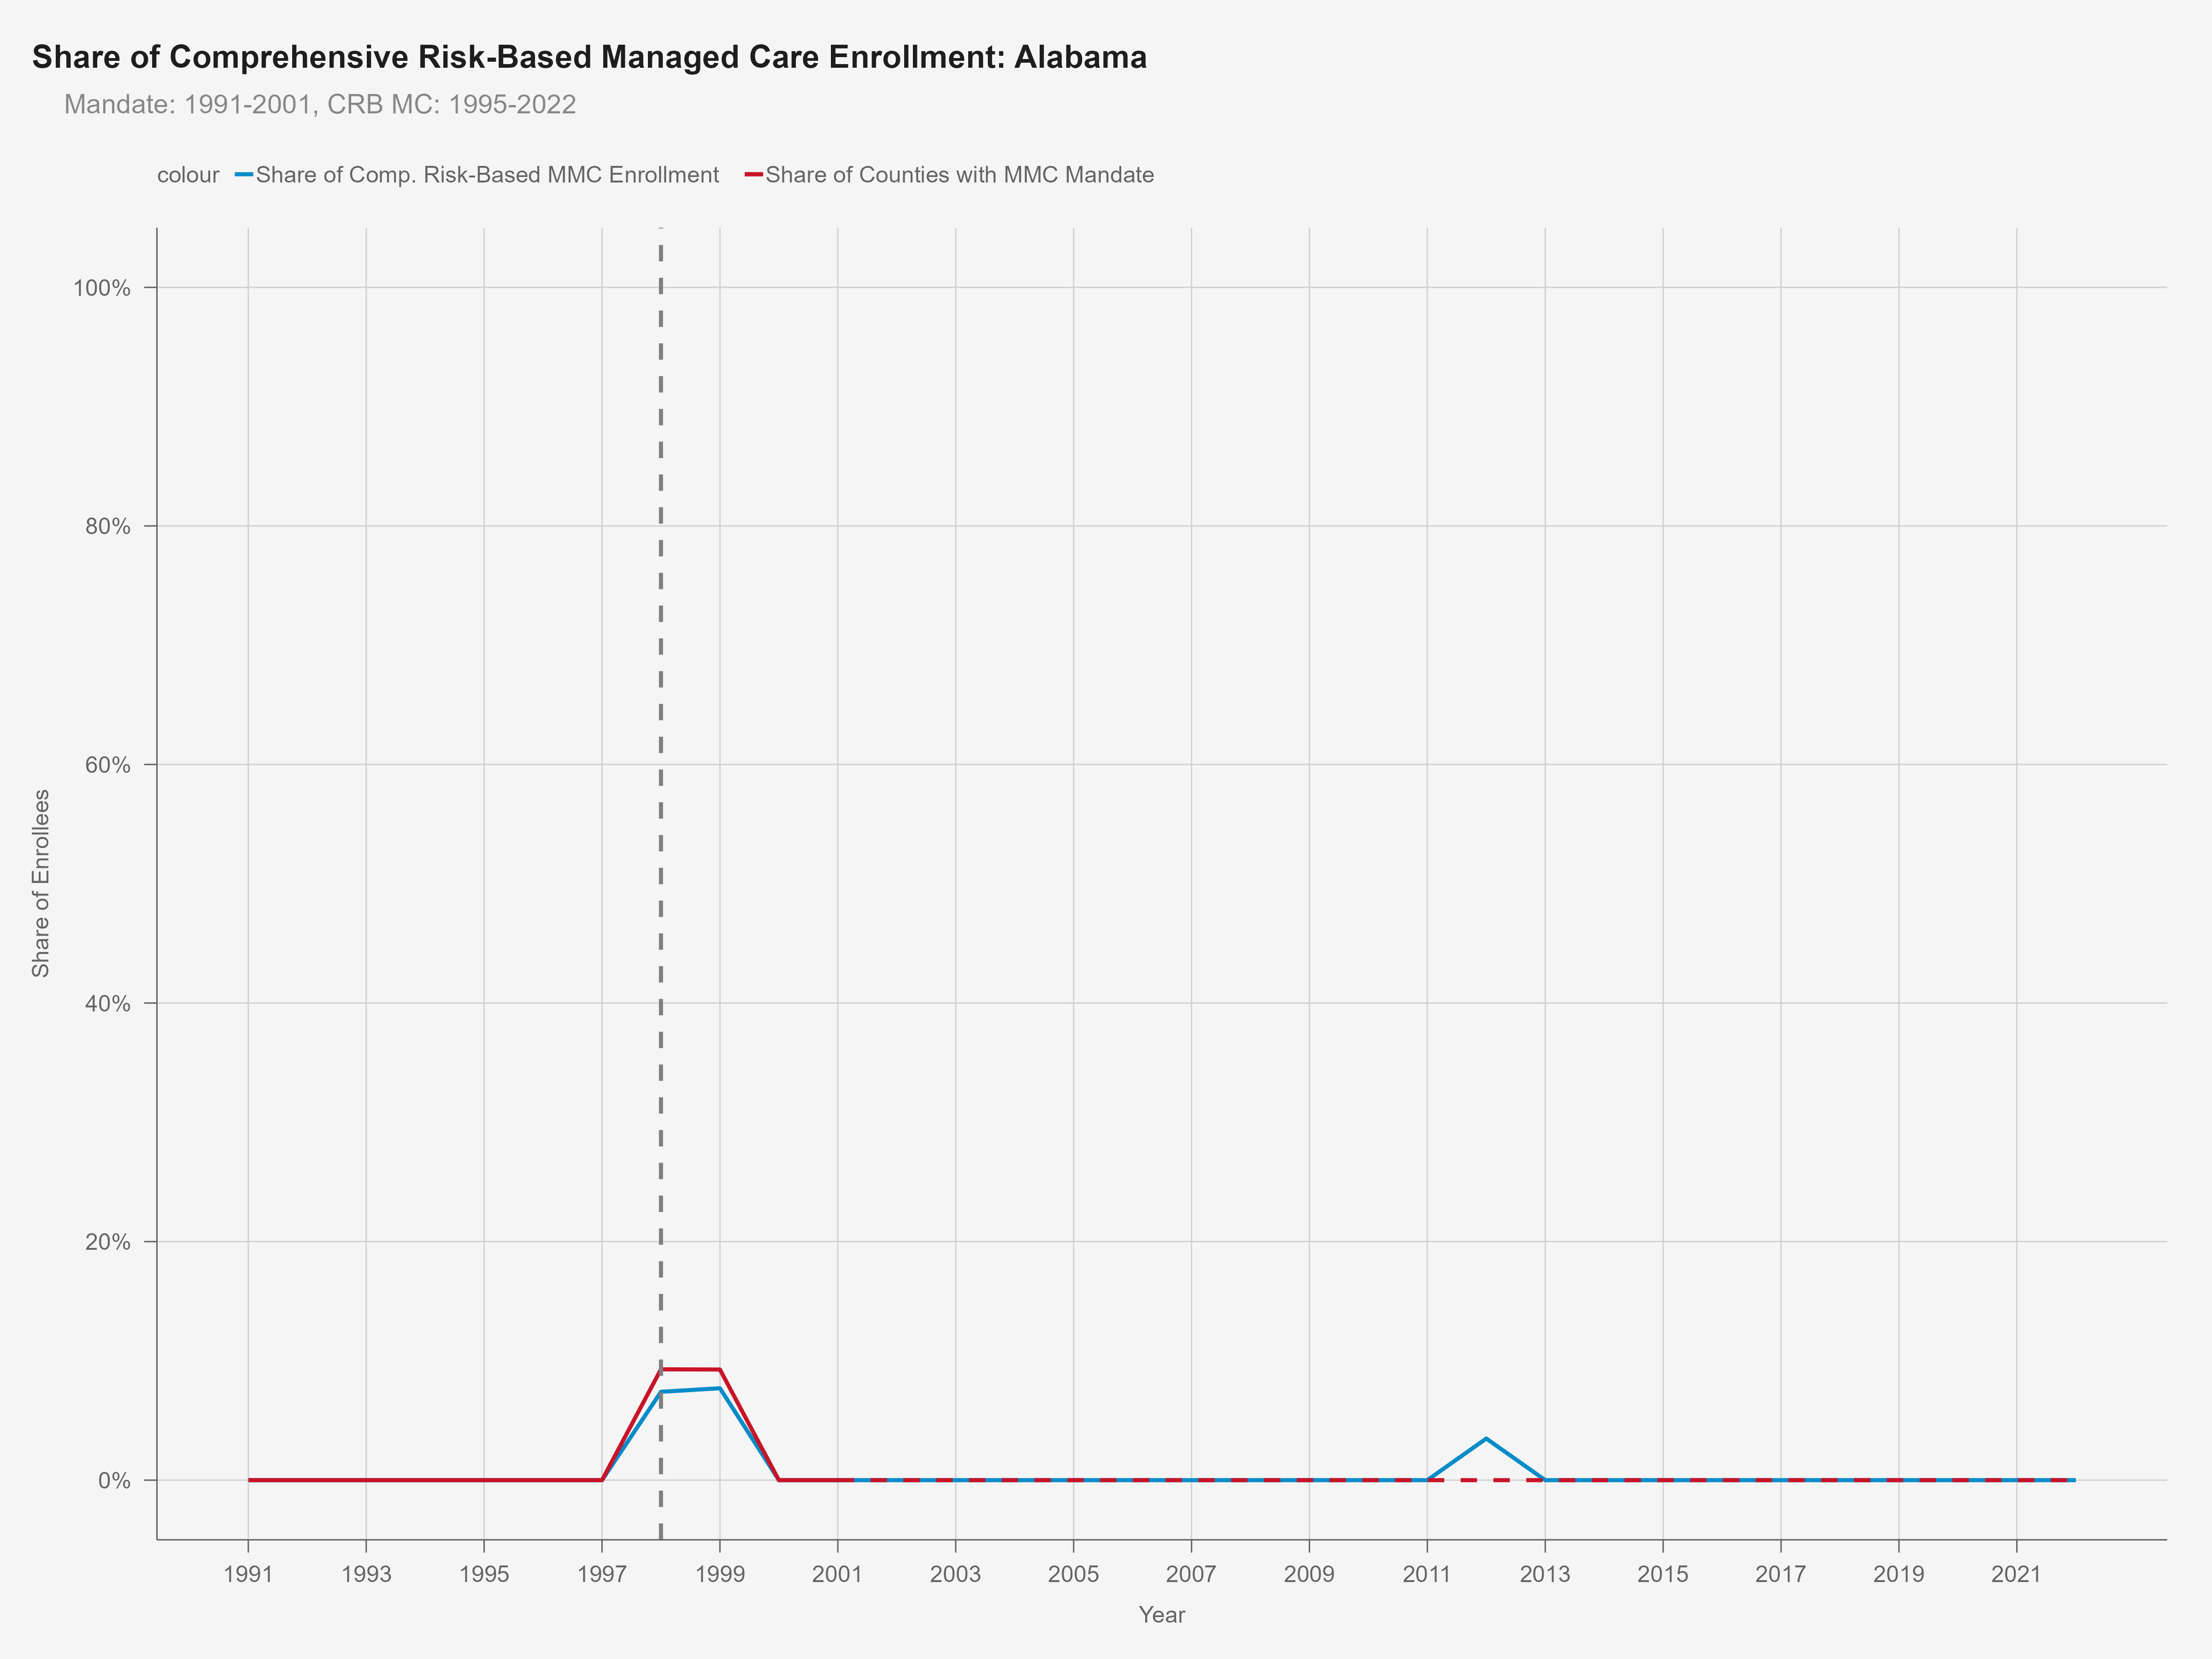 Share of Comprehensive Risk-Based Managed Care Enrollment: Alabama
Mandate: 1991-2001, CRB MC: 1995-2022
colour Share of Comp. Risk-Based MMC Enrollment Share of Counties with MMC Mandate
100%
80%
60%
40%
20%
0%
Share of Enrollees
1991 1993 1995 1997 1999 2001 2003 2005 2007 2009 2011 2013 2015 2017 2019 2021
Year